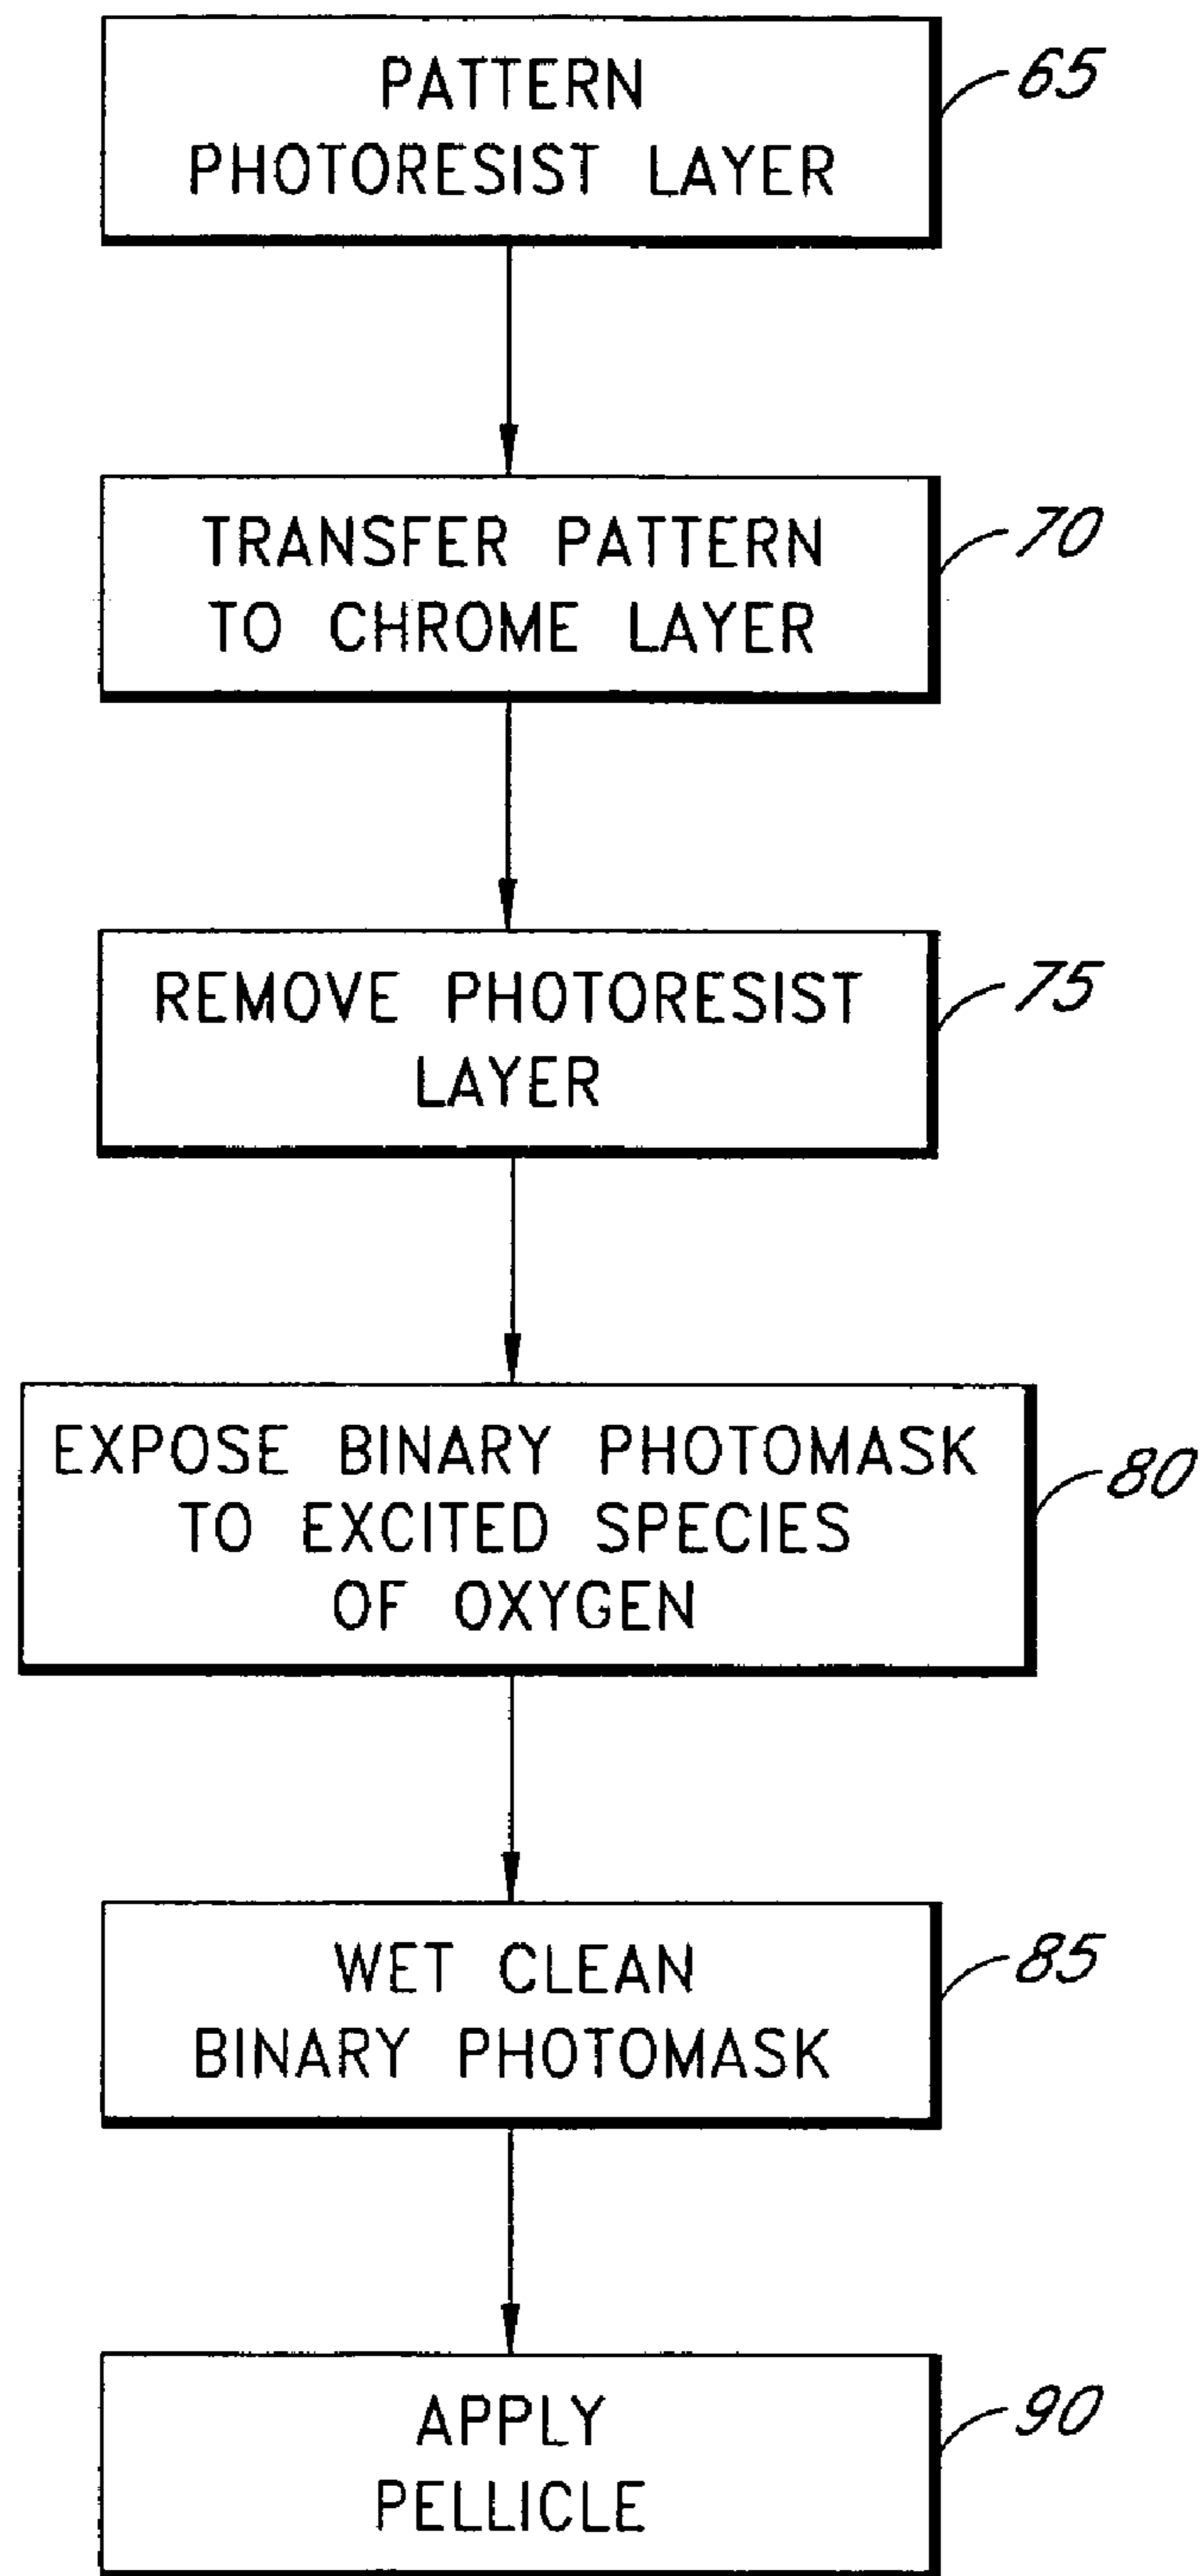 PATTERN
PHOTORESIST LAYER
65
TRANSFER PATTERN
TO CHROME LAYER
70
REMOVE PHOTORESIST
LAYER
75
EXPOSE BINARY PHOTOMASK
TO EXCITED SPECIES
OF OXYGEN
80
WET CLEAN
BINARY PHOTOMASK
85
APPLY
PELLICLE
90